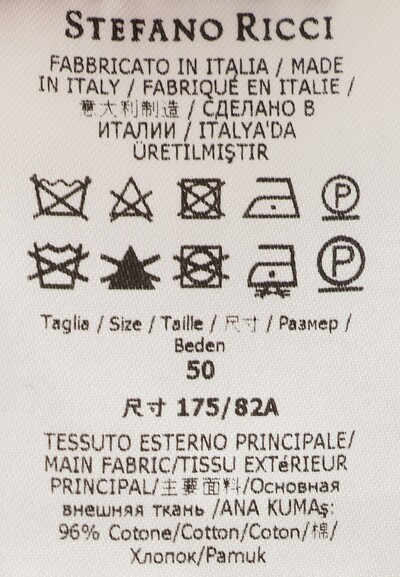 STEFANO RICCI
FABBRICATO IN ITALIA / MADE
IN ITALY / FABRIQUÉ EN ITALIE /
意大利制造 / СДЕЛАНО В
ИТАЛИИ / ITALYA'DA
ÜRETILMIŞTIR
P
P
Taglia / Size / Taille / 尺寸 / Размер /
Beden
50
尺寸 175/82A
TESSUTO ESTERNO PRINCIPALE/
MAIN FABRIC/TISSU EXTéRIEUR
PRINCIPAL/主要面料/Основная
внешняя ткань /ANA KUMAş:
96% Cotone/Cotton/Coton/棉/
Хлопок/Pamuk